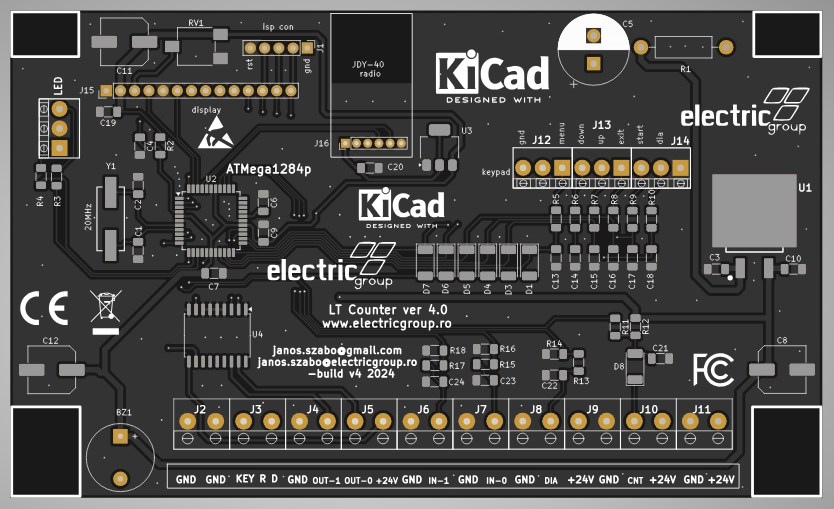 RV1
isp con
C5
JDY-40
radio
KiCad
DESIGNED WITH
C11
rst
gnd
J1
R1
LED
J15
electric
group
display
C19
J12
J13
J14
gnd
menu
down
up
exit
start
dia
U3
J16
C4
R2
C20
keypad
Y1
U2
ATMega1284p
U1
R4
R3
20MHz
C2
C1
C6
C9
KiCad
DESIGNED WITH
R5
R6
R7
R8
R9
R10
electric
group
C7
D7
D6
D5
D4
D3
D1
C13
C14
C15
C16
C17
C18
C3
C10
CE
LT Counter ver 4.0
www.electricgroup.ro
R11
R12
U4
C12
janos.szabo@gmail.com
janos.szabo@electricgroup.ro
-build v4 2024
R18
R17
C24
R16
R15
C23
R14
R13
C22
D8
C21
FC
C8
BZ1
+
J2
J3
J4
J5
J6
J7
J8
J9
J10
J11
GND GND KEY R D GND OUT-1 OUT-0 +24V GND IN-1 GND IN-0 GND DIA +24V GND CNT +24V GND +24V